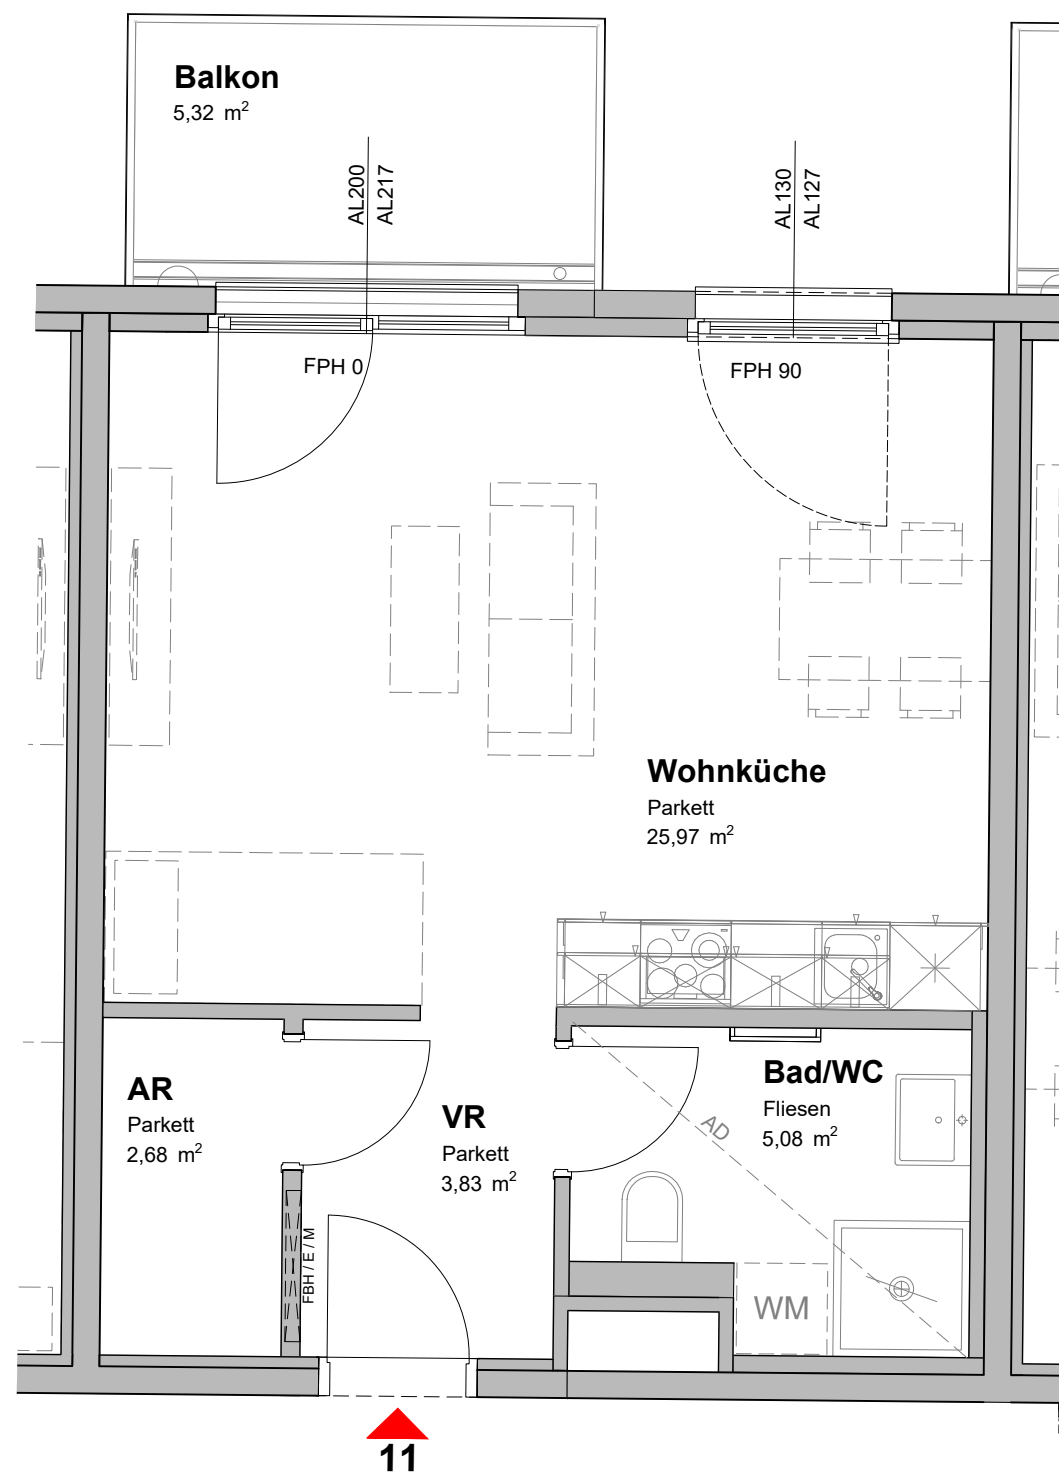 Balkon
5,32 m²
AL200
AL217
AL130
AL127
FPH 0
FPH 90
Wohnküche
Parkett
25,97 m²
AR
Parkett
2,68 m²
VR
Parkett
3,83 m²
Bad/WC
Fliesen
5,08 m²
AD
FBH / E / M
WM
11